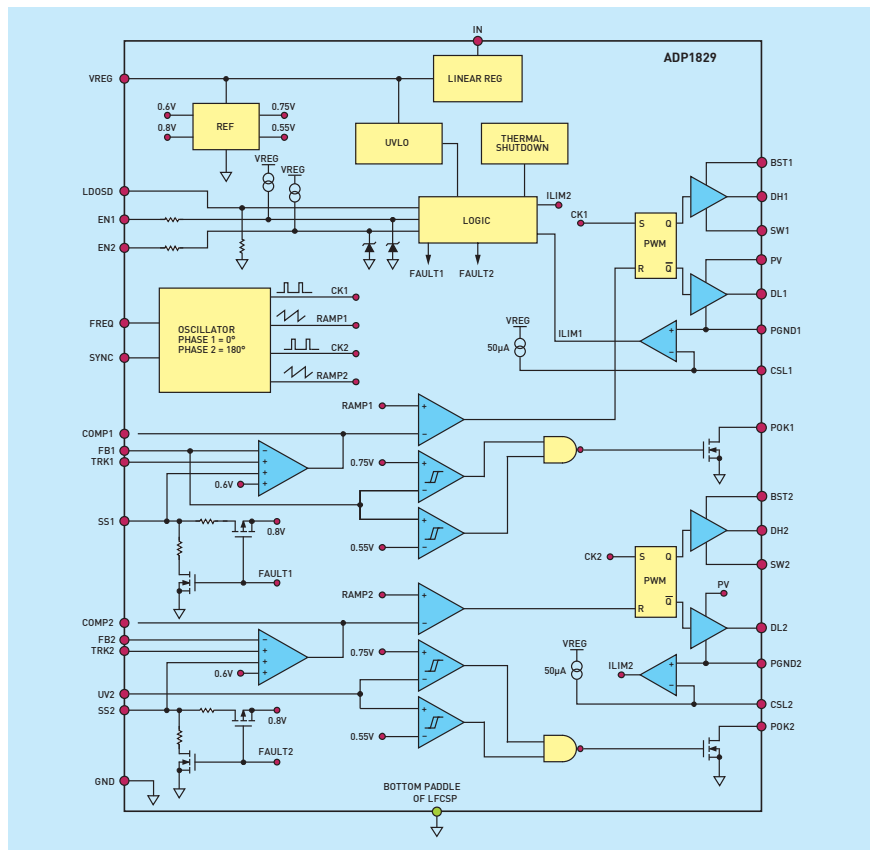 IN
ADP1829
VREG
LINEAR REG
0.6V
0.75V
REF
0.8V
0.55V
UVLO
THERMAL
SHUTDOWN
VREG
VREG
BST1
LDOSD
ILIM2
DH1
EN1
LOGIC
CK1
S
Q
PWM
SW1
EN2
R
Q̅
PV
FAULT1
FAULT2
CK1
DL1
OSCILLATOR
PHASE 1 = 0°
PHASE 2 = 180°
FREQ
RAMP1
VREG
ILIM1
+
−
PGND1
50µA
SYNC
CK2
CSL1
RAMP2
RAMP1
+
−
COMP1
POK1
FB1
−
TRK1
+
+
+
0.75V
+
−
0.6V
BST2
SS1
0.8V
+
−
0.55V
DH2
CK2
S
Q
PWM
SW2
FAULT1
RAMP2
+
−
R
Q̅
PV
COMP2
DL2
FB2
−
TRK2
+
+
+
0.75V
+
−
VREG
PGND2
0.6V
50µA
ILIM2
+
−
UV2
CSL2
SS2
0.8V
+
−
0.55V
POK2
FAULT2
GND
BOTTOM PADDLE
OF LFCSP